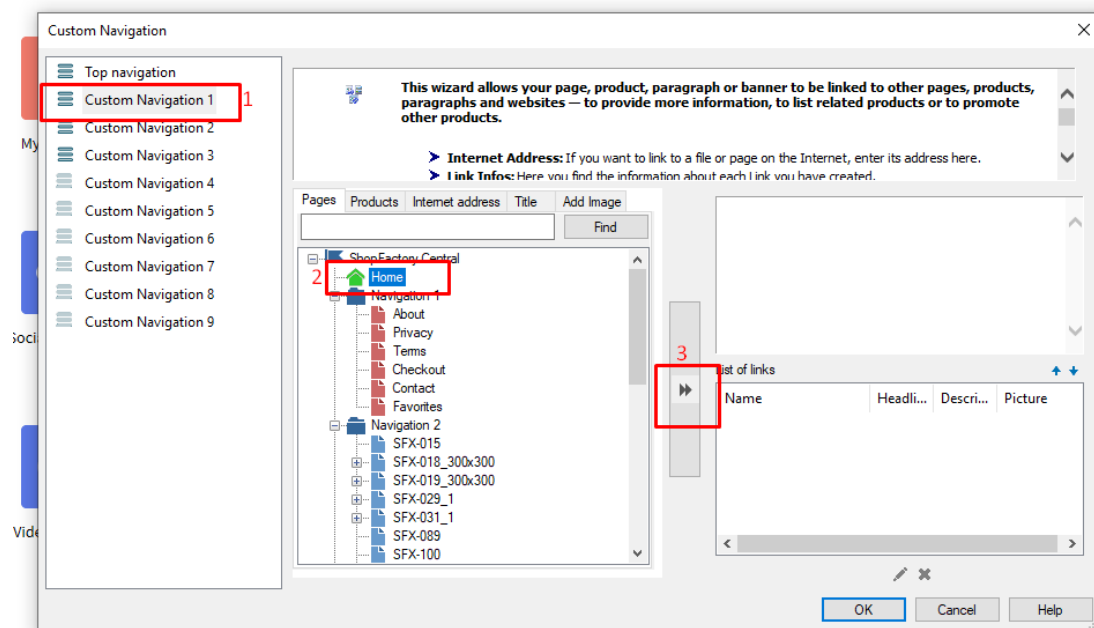 Custom Navigation
Top navigation
Custom Navigation 1
1
Custom Navigation 2
Custom Navigation 3
Custom Navigation 4
Custom Navigation 5
Custom Navigation 6
Custom Navigation 7
Custom Navigation 8
Custom Navigation 9
My
Soci
Vide
This wizard allows your page, product, paragraph or banner to be linked to other pages, products,
paragraphs and websites — to provide more information, to list related products or to promote
other products.
Internet Address: If you want to link to a file or page on the Internet, enter its address here.
Link Infos: Here you find the information about each Link you have created.
Pages Products Internet address Title Add Image
Find
ShopFactory Central
2 Home
Navigation 1
About
Privacy
Terms
Checkout
Contact
Favorites
Navigation 2
SFX-015
SFX-018_300x300
SFX-019_300x300
SFX-029_1
SFX-031_1
SFX-089
SFX-100
3
List of links
Name Headli... Descri... Picture
OK Cancel Help